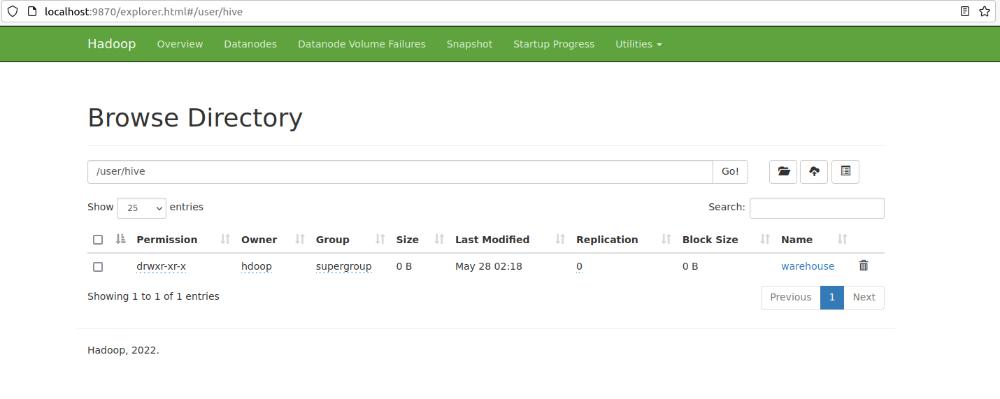 localhost:9870/explorer.html#/user/hive
Hadoop Overview Datanodes Datanode Volume Failures Snapshot Startup Progress Utilities
Browse Directory
/user/hive Go!
Show 25 entries Search:
Permission Owner Group Size Last Modified Replication Block Size Name
drwxr-xr-x hdoop supergroup 0 B May 28 02:18 0 0 B warehouse
Showing 1 to 1 of 1 entries Previous 1 Next
Hadoop, 2022.